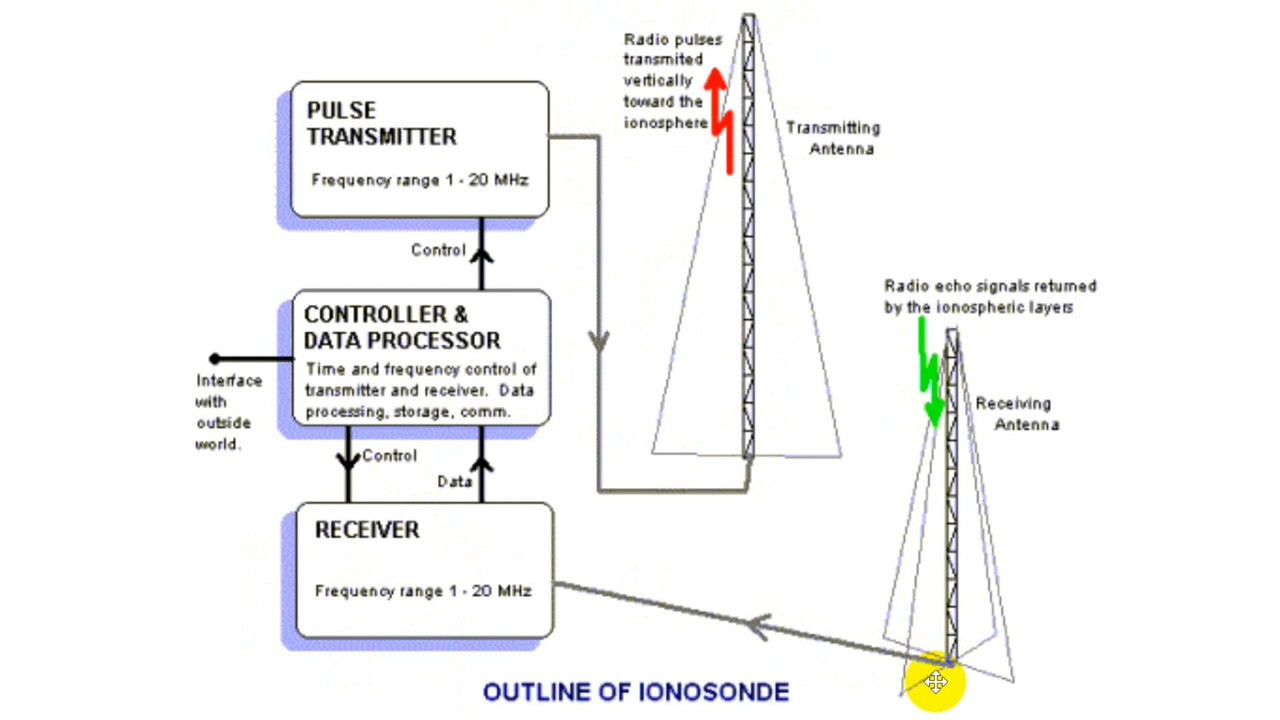 Radio pulses
transmited
vertically
toward the
ionosphere
PULSE
TRANSMITTER
Frequency range 1 - 20 MHz
Transmitting
Antenna
Control
Radio echo signals returned
by the ionospheric layers
CONTROLLER &
DATA PROCESSOR
Time and frequency control of
transmitter and receiver. Data
processing, storage, comm.
Interface
with
outside
world.
Receiving
Antenna
Control
Data
RECEIVER
Frequency range 1 - 20 MHz
OUTLINE OF IONOSONDE